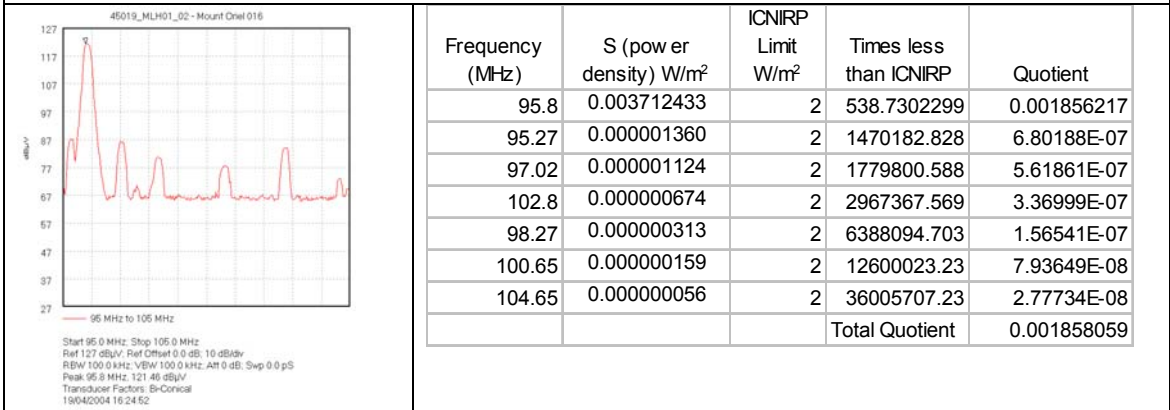 45019_MLH01_02 - Mount Oriel 016
127
117
107
97
87
77
67
57
47
37
27
dBµV
95 MHz to 105 MHz
Start 95.0 MHz; Stop 105.0 MHz
Ref 127 dBµV; Ref Offset 0.0 dB; 10 dB/div
RBW 100.0 kHz; VBW 100.0 kHz; Att 0 dB; Swp 0.0 pS
Peak 95.8 MHz, 121.46 dBµV
Transducer Factors: Bi-Conical
19/04/2004 16:24:52
Frequency (MHz) S (power density) W/m² ICNIRP Limit W/m² Times less than ICNIRP Quotient
95.8 0.003712433 2 538.7302299 0.001856217
95.27 0.000001360 2 1470182.828 6.80188E-07
97.02 0.000001124 2 1779800.588 5.61861E-07
102.8 0.000000674 2 2967367.569 3.36999E-07
98.27 0.000000313 2 6388094.703 1.56541E-07
100.65 0.000000159 2 12600023.23 7.93649E-08
104.65 0.000000056 2 36005707.23 2.77734E-08
Total Quotient 0.001858059